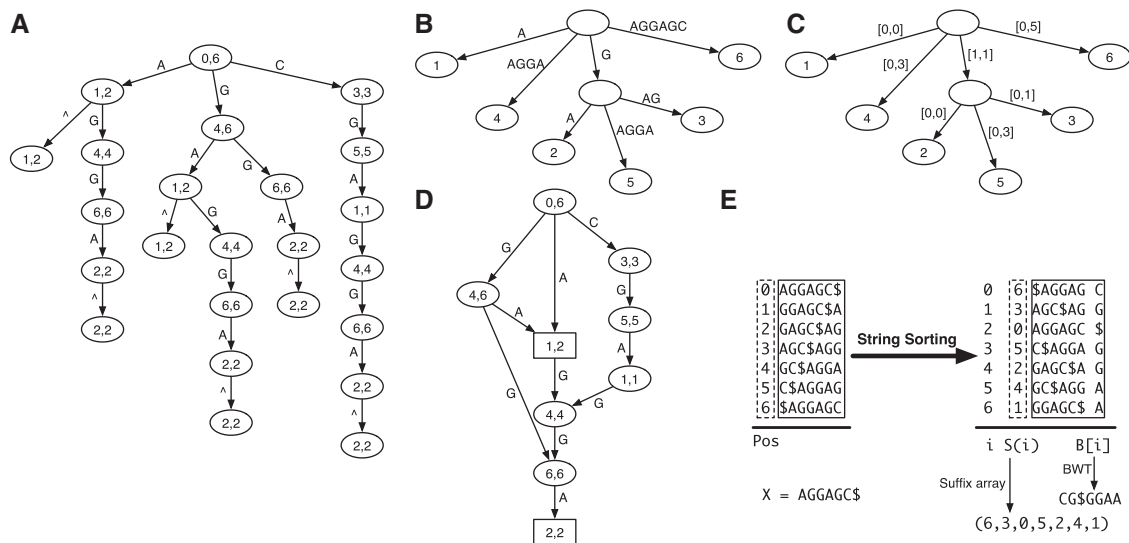 A
0,6
A
G
C
1,2
4,6
3,3
^
G
A
G
G
1,2
4,4
1,2
6,6
5,5
G
^
G
A
A
6,6
1,2
4,4
2,2
1,1
A
G
^
G
2,2
6,6
2,2
4,4
^
A
G
2,2
2,2
6,6
^
A
2,2
2,2
^
2,2
B
A
AGGAGC
AGGA
G
1
6
4
A
AG
AGGA
3
2
5
C
[0,0]
[0,5]
[0,3]
[1,1]
1
6
4
[0,0]
[0,1]
[0,3]
3
2
5
D
0,6
G
A
C
4,6
3,3
A
G
1,2
5,5
G
G
A
4,4
G
1,1
G
6,6
A
2,2
E
0 AGGAGC$
1 GGAGC$A
2 GAGC$AG
3 AGC$AGG
4 GC$AGGA
5 C$AGGAG
6 $AGGAGC
Pos
X = AGGAGC$
String Sorting
0 6 $AGGAG C
1 3 AGC$AG G
2 0 AGGAGC $
3 5 C$AGGA G
4 2 GAGC$A G
5 4 GC$AGG A
6 1 GGAGC$ A
i S(i) B[i]
Suffix array
BWT
CG$GGAA
(6,3,0,5,2,4,1)